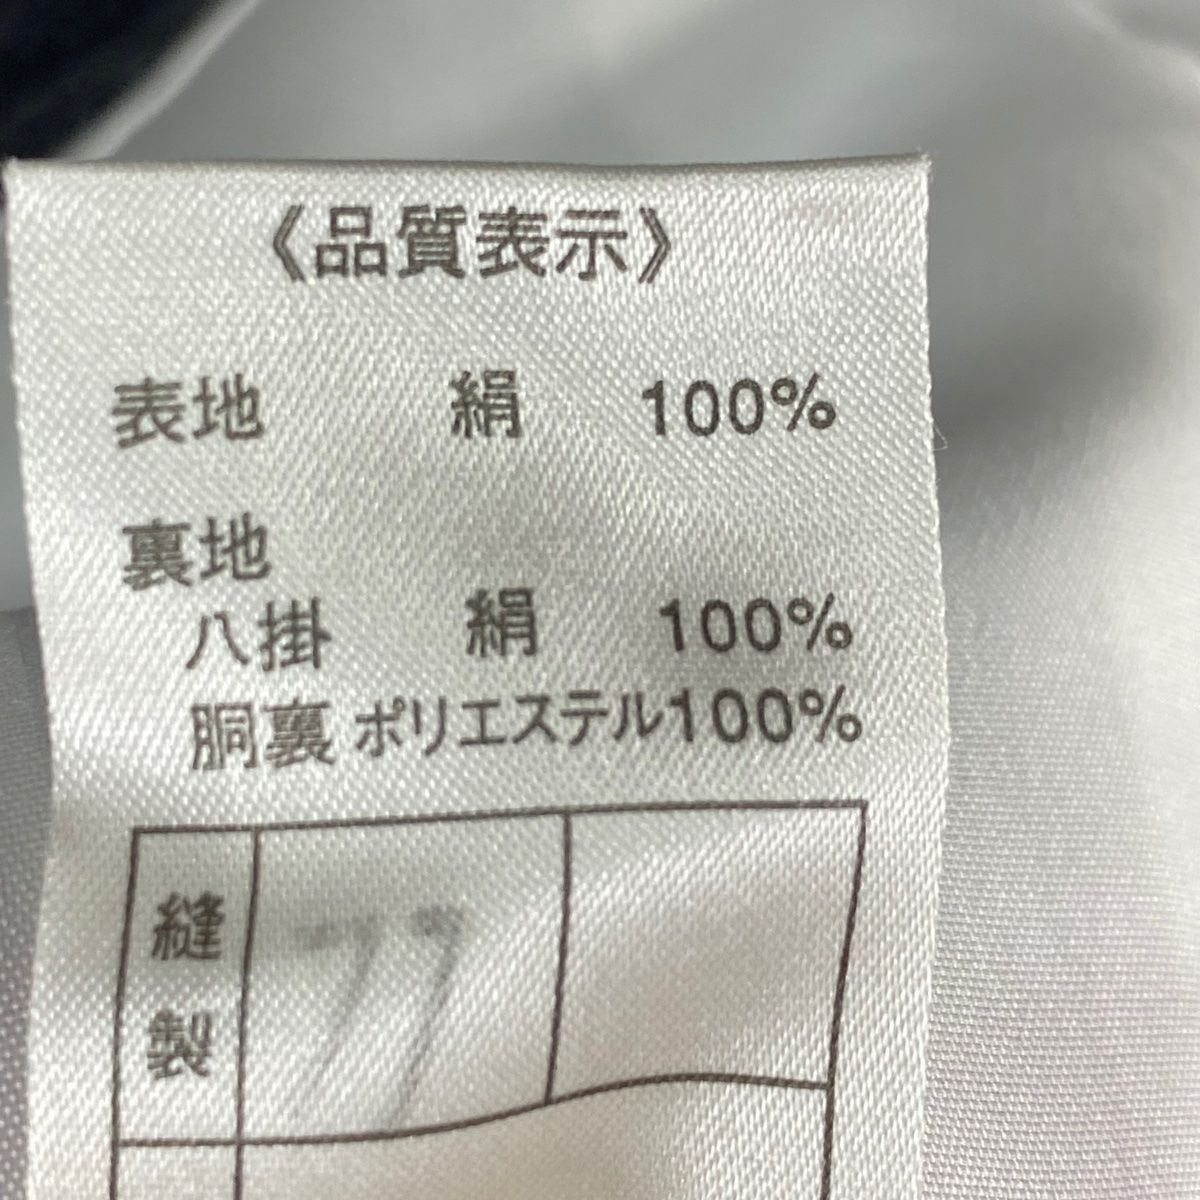 《品質表示》
表地 絹 100%
裏地
八掛 絹 100%
胴裏 ポリエステル100%
縫製 77